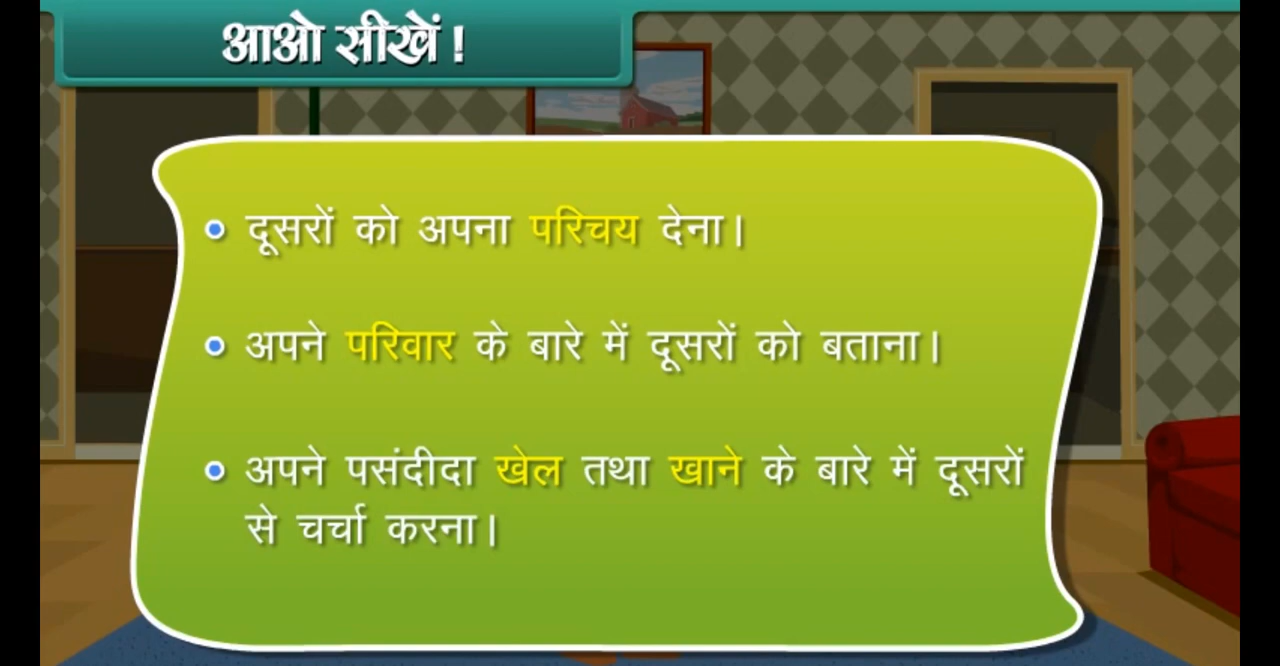 आओ सीखें!
दूसरों को अपना परिचय देना।
अपने परिवार के बारे में दूसरों को बताना।
अपने पसंदीदा खेल तथा खाने के बारे में दूसरों
से चर्चा करना।